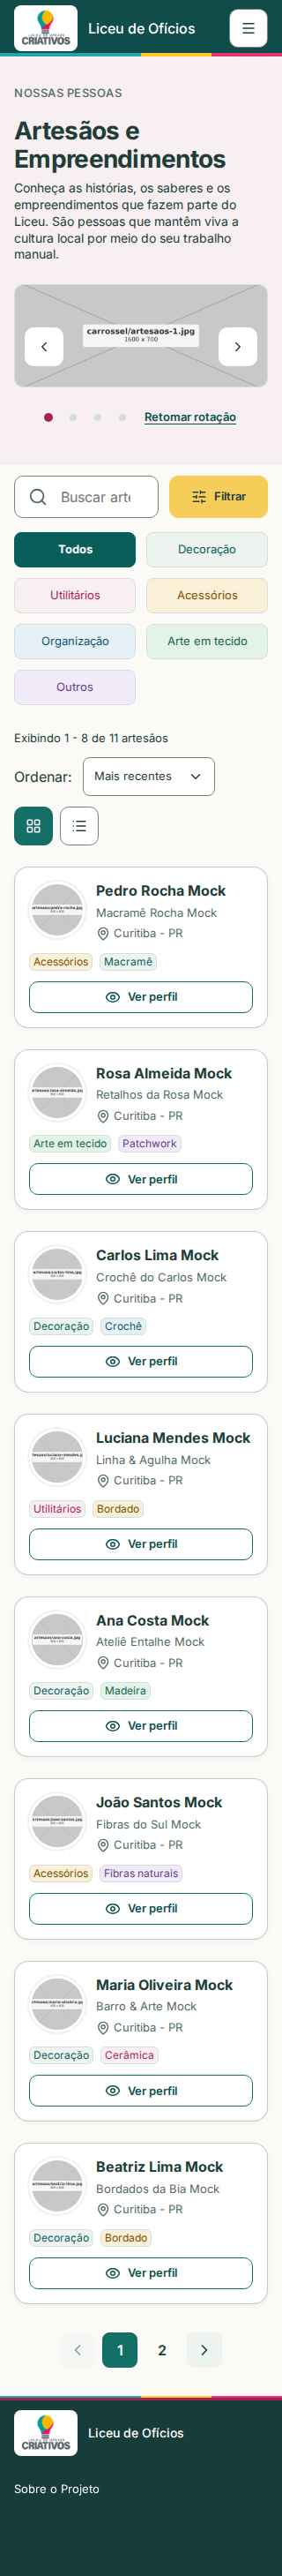 LICEU DE OFÍCIOS
CRIATIVOS
Liceu de Ofícios
NOSSAS PESSOAS
Artesãos e
Empreendimentos
Conheça as histórias, os saberes e os
empreendimentos que fazem parte do
Liceu. São pessoas que mantêm viva a
cultura local por meio do seu trabalho
manual.
carrossel/artesaos-1.jpg
1600 x 700
Retomar rotação
Buscar arte
Filtrar
Todos
Decoração
Utilitários
Acessórios
Organização
Arte em tecido
Outros
Exibindo 1 - 8 de 11 artesãos
Ordenar:
Mais recentes
Pedro Rocha Mock
Macramê Rocha Mock
Curitiba - PR
Acessórios
Macramê
Ver perfil
Rosa Almeida Mock
Retalhos da Rosa Mock
Curitiba - PR
Arte em tecido
Patchwork
Ver perfil
Carlos Lima Mock
Crochê do Carlos Mock
Curitiba - PR
Decoração
Crochê
Ver perfil
Luciana Mendes Mock
Linha & Agulha Mock
Curitiba - PR
Utilitários
Bordado
Ver perfil
Ana Costa Mock
Ateliê Entalhe Mock
Curitiba - PR
Decoração
Madeira
Ver perfil
João Santos Mock
Fibras do Sul Mock
Curitiba - PR
Acessórios
Fibras naturais
Ver perfil
Maria Oliveira Mock
Barro & Arte Mock
Curitiba - PR
Decoração
Cerâmica
Ver perfil
Beatriz Lima Mock
Bordados da Bia Mock
Curitiba - PR
Decoração
Bordado
Ver perfil
1
2
LICEU DE OFÍCIOS
CRIATIVOS
Liceu de Ofícios
Sobre o Projeto